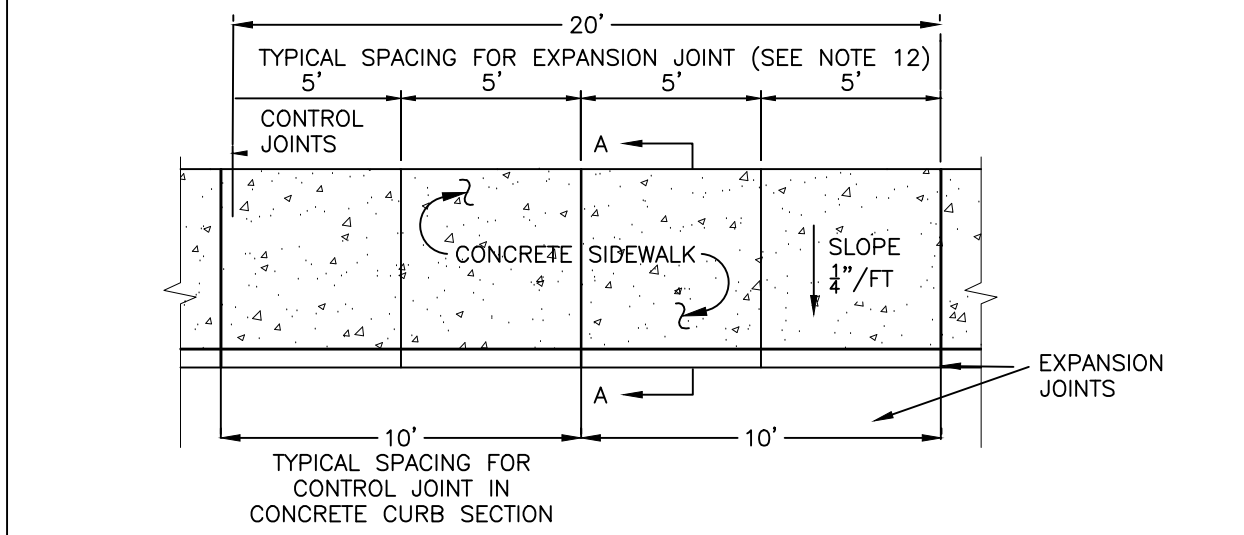 20'
TYPICAL SPACING FOR EXPANSION JOINT (SEE NOTE 12)
5' 5' 5' 5'
CONTROL
JOINTS
A
CONCRETE SIDEWALK
SLOPE
1/4"/FT
EXPANSION
JOINTS
A
10' 10'
TYPICAL SPACING FOR
CONTROL JOINT IN
CONCRETE CURB SECTION